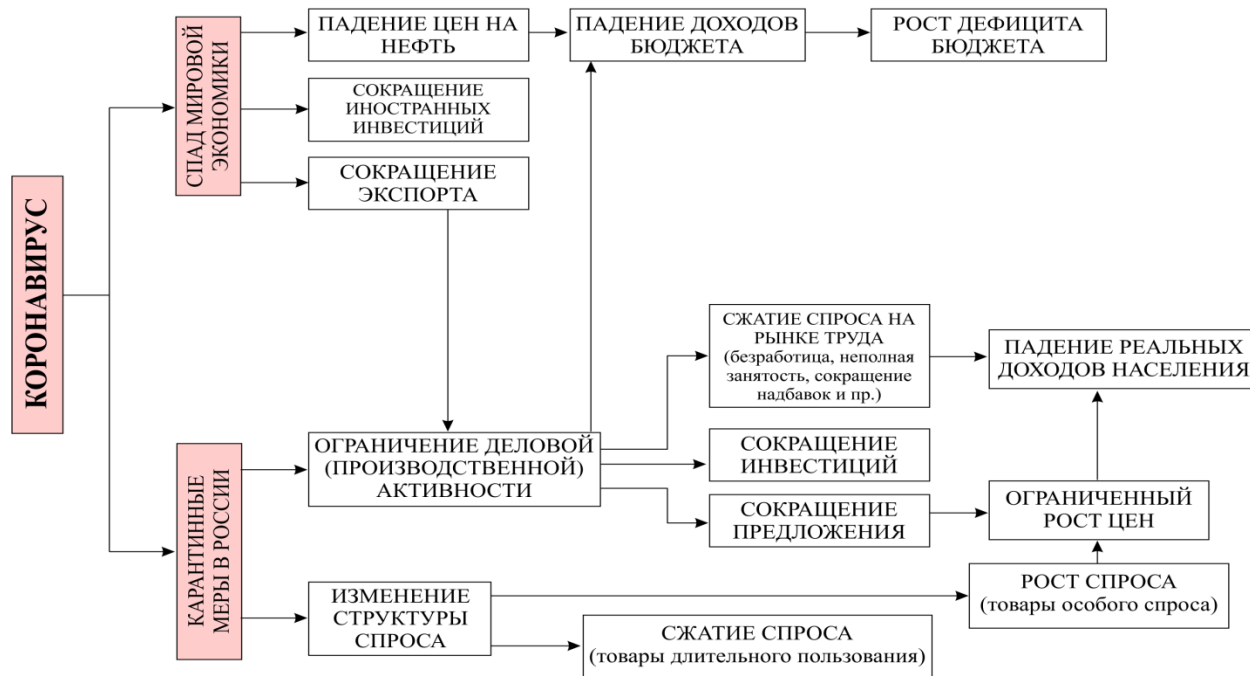 КОРОНАВИРУС
СПАД МИРОВОЙ
ЭКОНОМИКИ
ПАДЕНИЕ ЦЕН НА
НЕФТЬ
ПАДЕНИЕ ДОХОДОВ
БЮДЖЕТА
РОСТ ДЕФИЦИТА
БЮДЖЕТА
СОКРАЩЕНИЕ
ИНОСТРАННЫХ
ИНВЕСТИЦИЙ
СОКРАЩЕНИЕ
ЭКСПОРТА
КАРАНТИННЫЕ
МЕРЫ В РОССИИ
ОГРАНИЧЕНИЕ ДЕЛОВОЙ
(ПРОИЗВОДСТВЕННОЙ)
АКТИВНОСТИ
СЖАТИЕ СПРОСА НА
РЫНКЕ ТРУДА
(безработица, неполная
занятость, сокращение
надбавок и пр.)
ПАДЕНИЕ РЕАЛЬНЫХ
ДОХОДОВ НАСЕЛЕНИЯ
СОКРАЩЕНИЕ
ИНВЕСТИЦИЙ
СОКРАЩЕНИЕ
ПРЕДЛОЖЕНИЯ
ОГРАНИЧЕННЫЙ
РОСТ ЦЕН
ИЗМЕНЕНИЕ
СТРУКТУРЫ
СПРОСА
РОСТ СПРОСА
(товары особого спроса)
СЖАТИЕ СПРОСА
(товары длительного пользования)